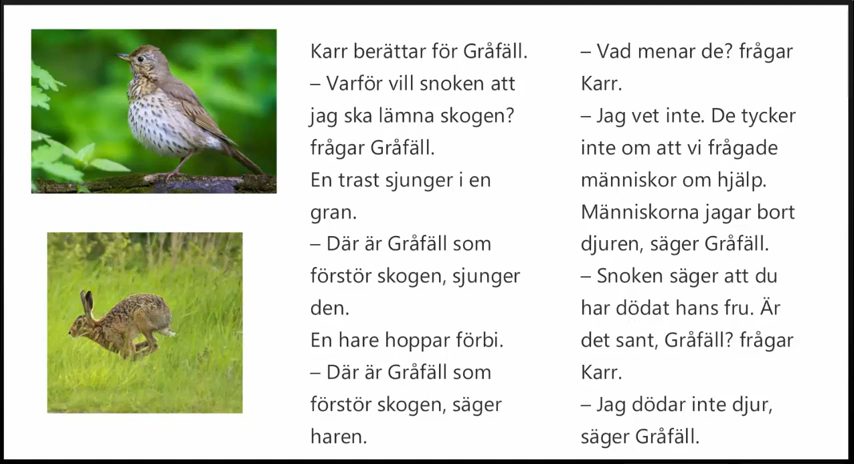 Karr berättar för Gråfäll.
– Varför vill snoken att
jag ska lämna skogen?
frågar Gråfäll.
En trast sjunger i en
gran.
– Där är Gråfäll som
förstör skogen, sjunger
den.
En hare hoppar förbi.
– Där är Gråfäll som
förstör skogen, säger
haren.
– Vad menar de? frågar
Karr.
– Jag vet inte. De tycker
inte om att vi frågade
människor om hjälp.
Människorna jagar bort
djuren, säger Gråfäll.
– Snoken säger att du
har dödat hans fru. Är
det sant, Gråfäll? frågar
Karr.
– Jag dödar inte djur,
säger Gråfäll.